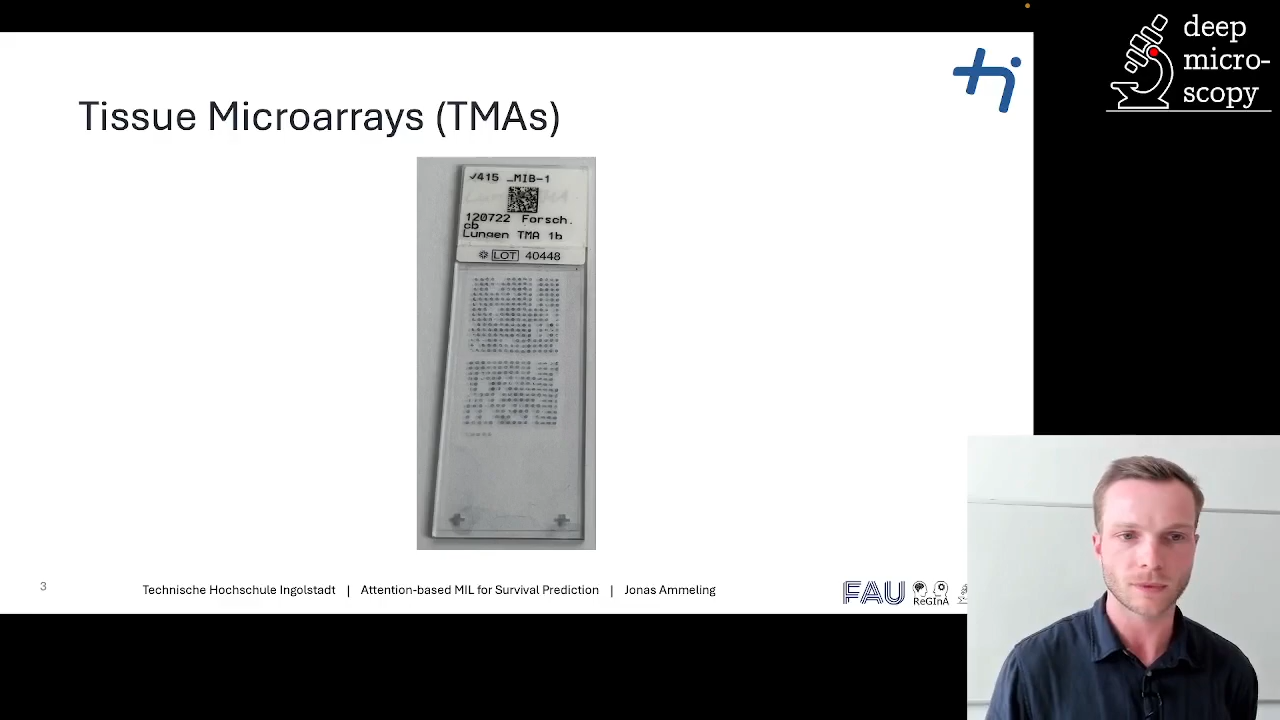 deep
micro-
scopy
Tissue Microarrays (TMAs)
✓415 _MIB-1
120722 Forsch.
cb
Lungen TMA 1b
LOT 40448
3
Technische Hochschule Ingolstadt | Attention-based MIL for Survival Prediction | Jonas Ammeling
FAU
ReGInA